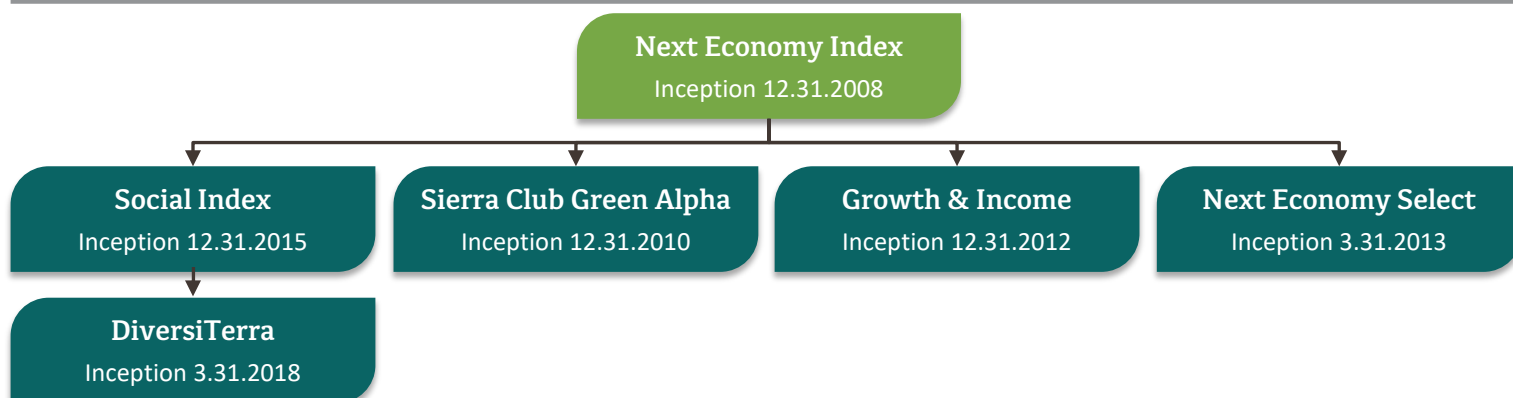 Next Economy Index
Inception 12.31.2008
Social Index
Inception 12.31.2015
Sierra Club Green Alpha
Inception 12.31.2010
Growth & Income
Inception 12.31.2012
Next Economy Select
Inception 3.31.2013
DiversiTerra
Inception 3.31.2018